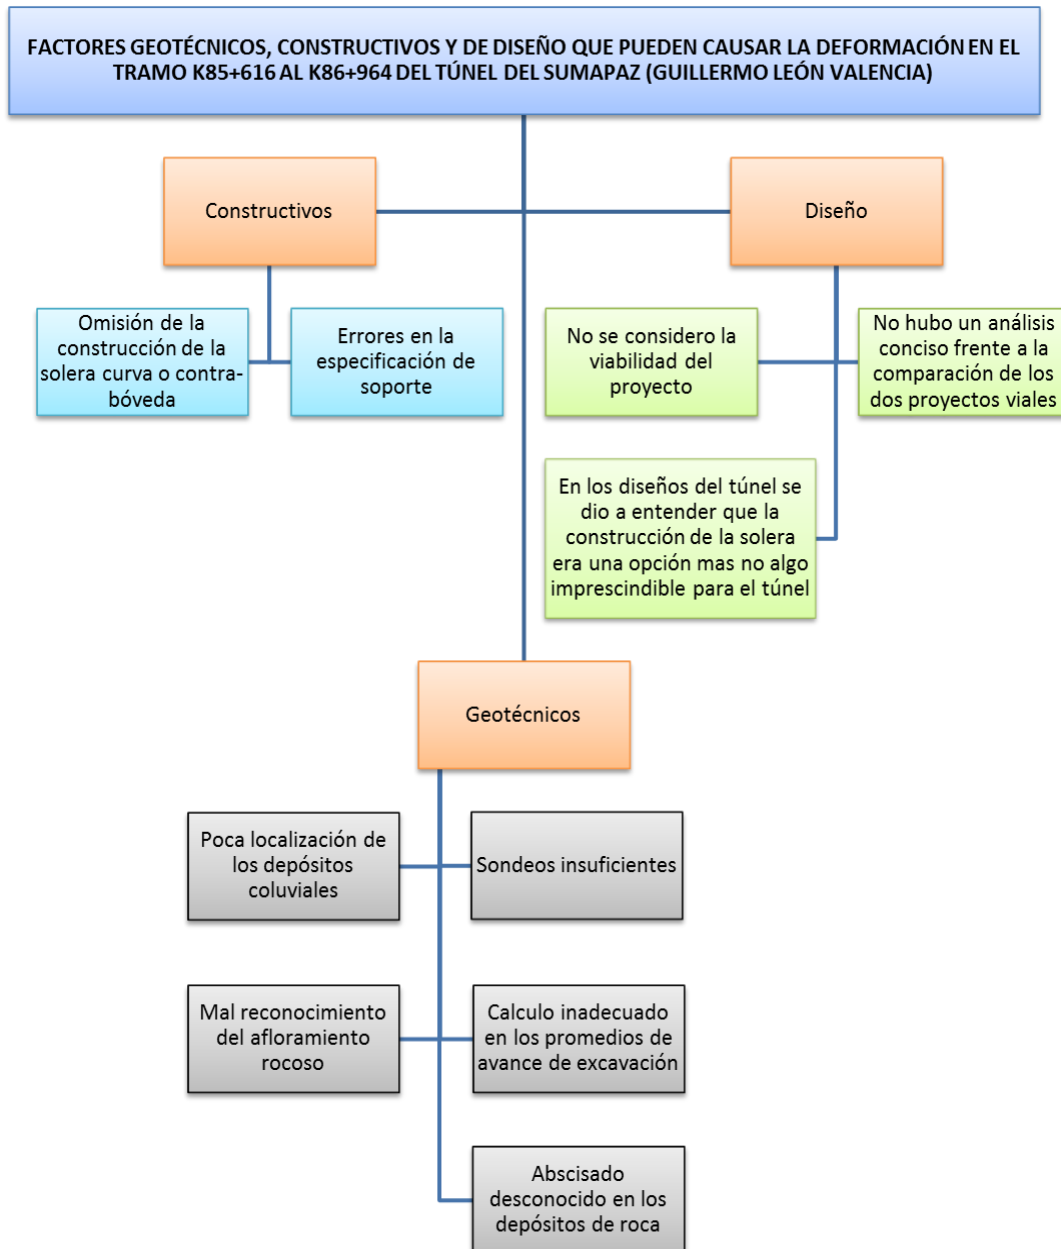 FACTORES GEOTÉCNICOS, CONSTRUCTIVOS Y DE DISEÑO QUE PUEDEN CAUSAR LA DEFORMACIÓN EN EL
TRAMO K85+616 AL K86+964 DEL TÚNEL DEL SUMAPAZ (GUILLERMO LEÓN VALENCIA)
Constructivos
Diseño
Omisión de la
construcción de la
solera curva o contra-
bóveda
Errores en la
especificación de
soporte
No se considero la
viabilidad del
proyecto
No hubo un análisis
conciso frente a la
comparación de los
dos proyectos viales
En los diseños del túnel se
dio a entender que la
construcción de la solera
era una opción mas no algo
imprescindible para el túnel
Geotécnicos
Poca localización de
los depósitos
coluviales
Sondeos insuficientes
Mal reconocimiento
del afloramiento
rocoso
Calculo inadecuado
en los promedios de
avance de excavación
Abscisado
desconocido en los
depósitos de roca